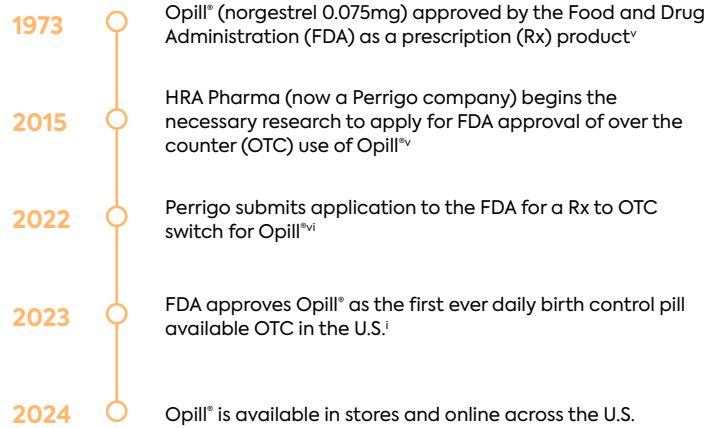 1973
Opill® (norgestrel 0.075mg) approved by the Food and Drug
Administration (FDA) as a prescription (Rx) productᵛ
2015
HRA Pharma (now a Perrigo company) begins the
necessary research to apply for FDA approval of over the
counter (OTC) use of Opill®ᵛ
2022
Perrigo submits application to the FDA for a Rx to OTC
switch for Opill®ᵛⁱ
2023
FDA approves Opill® as the first ever daily birth control pill
available OTC in the U.S.ⁱ
2024
Opill® is available in stores and online across the U.S.